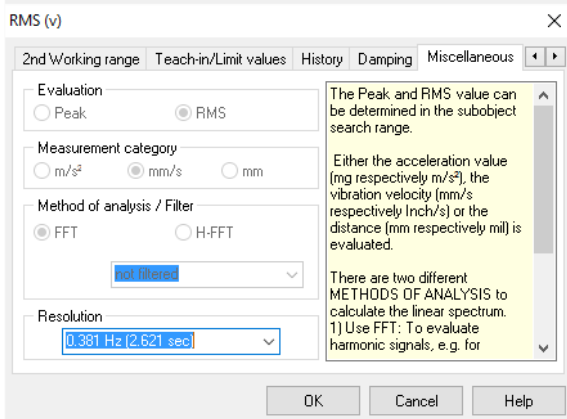 RMS (v)
2nd Working range Teach-in/Limit values History Damping Miscellaneous
Evaluation
Peak RMS
Measurement category
m/s² mm/s mm
Method of analysis / Filter
FFT H-FFT
not filtered
Resolution
0.381 Hz (2.621 sec)
The Peak and RMS value can
be determined in the subobject
search range.
Either the acceleration value
(mg respectively m/s²), the
vibration velocity (mm/s
respectively Inch/s) or the
distance (mm respectively mil) is
evaluated.
There are two different
METHODS OF ANALYSIS to
calculate the linear spectrum.
1) Use FFT: To evaluate
harmonic signals, e.g. for
OK Cancel Help